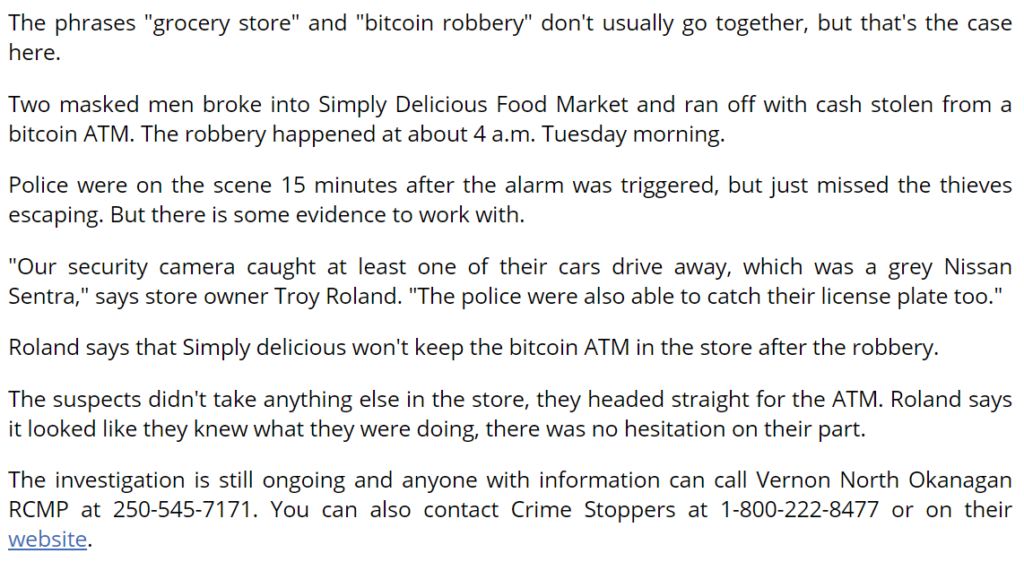 The phrases "grocery store" and "bitcoin robbery" don't usually go together, but that's the case
here.
Two masked men broke into Simply Delicious Food Market and ran off with cash stolen from a
bitcoin ATM. The robbery happened at about 4 a.m. Tuesday morning.
Police were on the scene 15 minutes after the alarm was triggered, but just missed the thieves
escaping. But there is some evidence to work with.
"Our security camera caught at least one of their cars drive away, which was a grey Nissan
Sentra," says store owner Troy Roland. "The police were also able to catch their license plate too."
Roland says that Simply delicious won't keep the bitcoin ATM in the store after the robbery.
The suspects didn't take anything else in the store, they headed straight for the ATM. Roland says
it looked like they knew what they were doing, there was no hesitation on their part.
The investigation is still ongoing and anyone with information can call Vernon North Okanagan
RCMP at 250-545-7171. You can also contact Crime Stoppers at 1-800-222-8477 or on their
website.